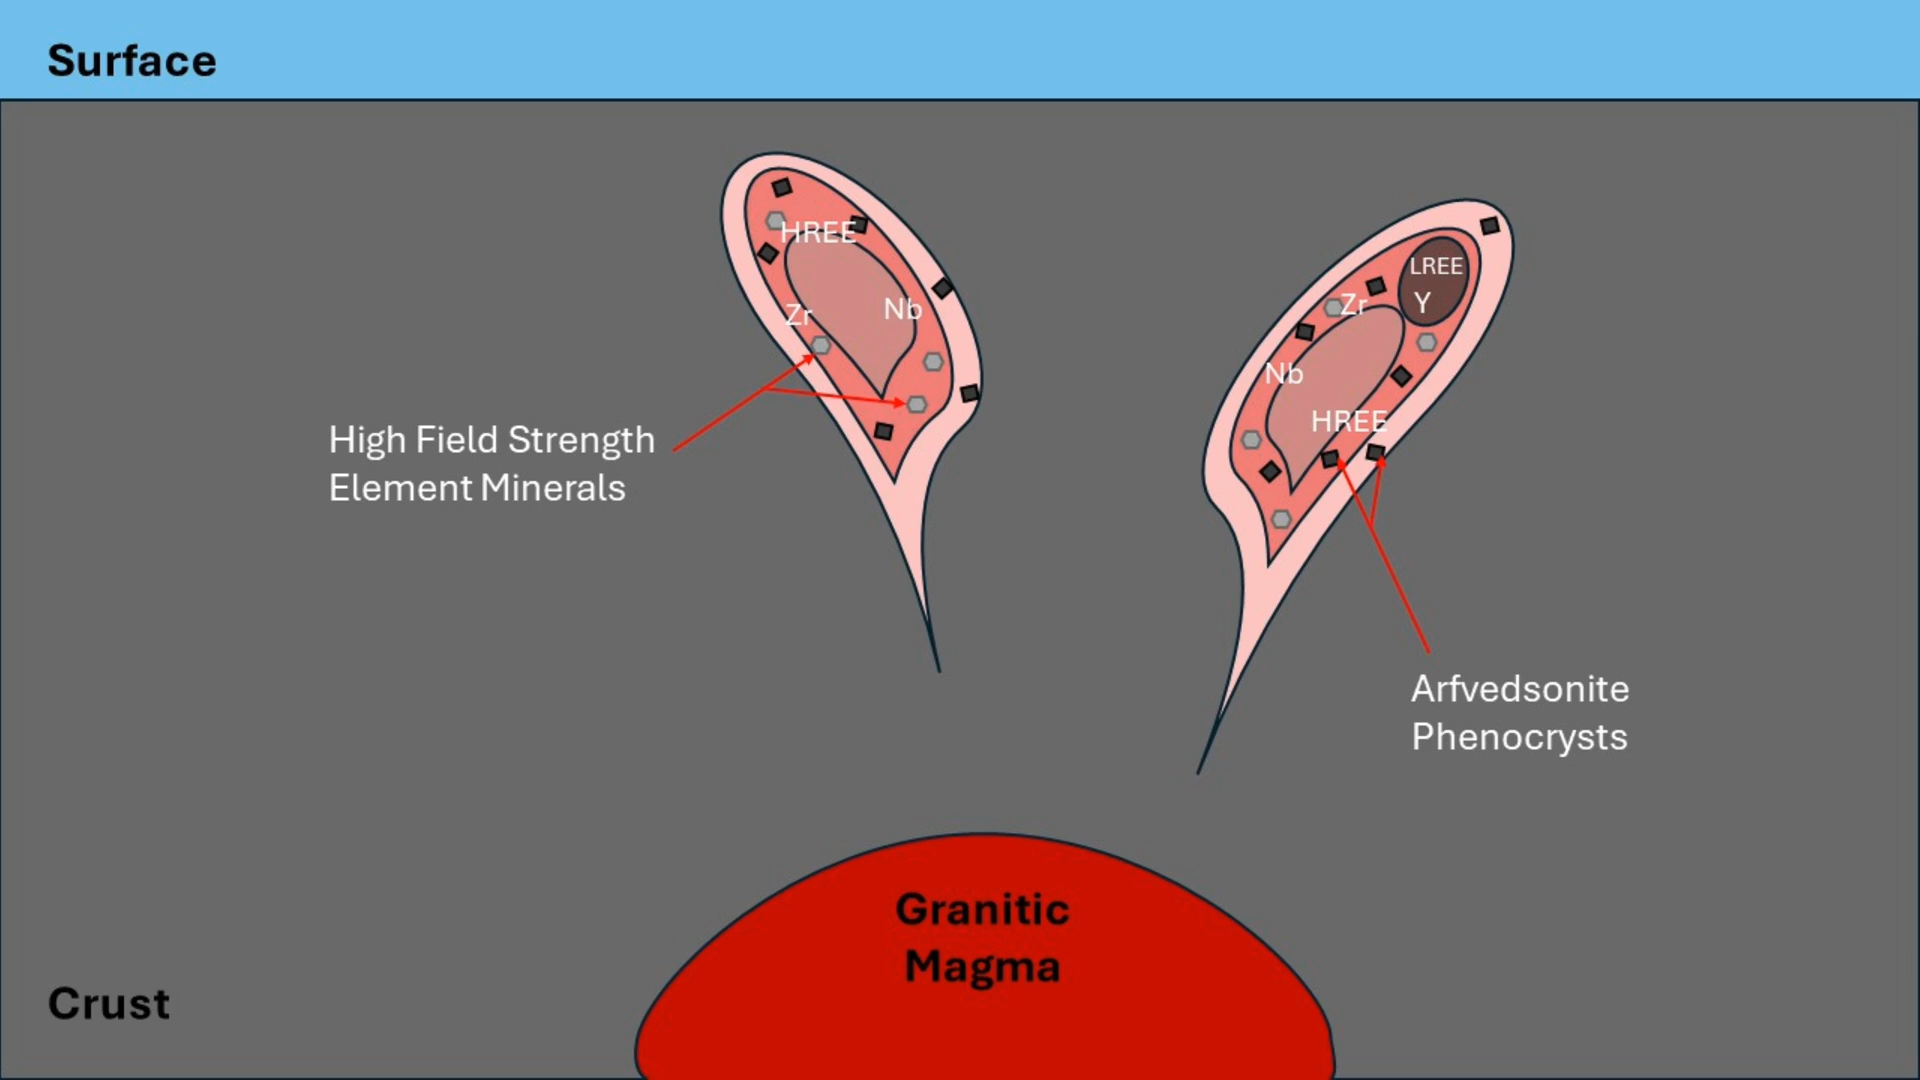 Surface
HREE
Zr
Nb
High Field Strength
Element Minerals
LREE
Y
Zr
Nb
HREE
Arfvedsonite
Phenocrysts
Granitic
Magma
Crust